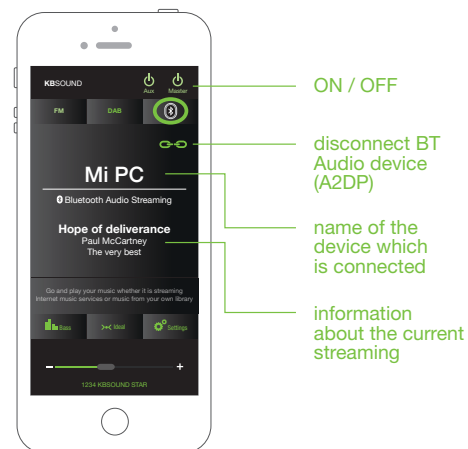 KBSOUND
Aux Master
ON / OFF
FM DAB
disconnect BT
Audio device
(A2DP)
Mi PC
Bluetooth Audio Streaming
name of the
device which
is connected
Hope of deliverance
Paul McCartney
The very best
information
about the current
streaming
Go and play your music whether it is streaming
Internet music services or music from your own library
Bass Ideal Settings
- +
1234 KBSOUND STAR